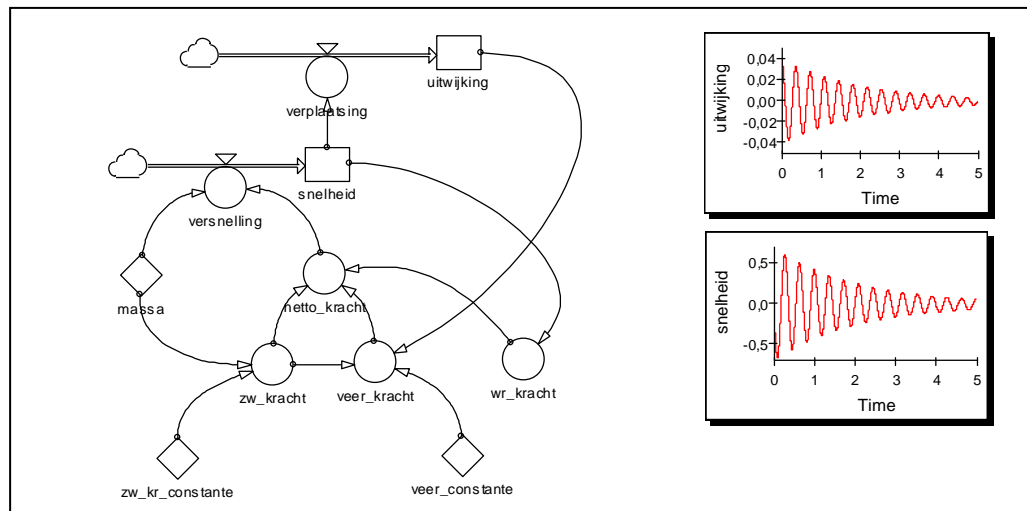 uitwijking
verplaatsing
snelheid
versnelling
massa
netto_kracht
zw_kracht
veer_kracht
wr_kracht
zw_kr_constante
veer_constante
uitwijking
0,04
0,02
0,00
-0,02
-0,04
0 1 2 3 4 5
Time
snelheid
0,5
0,0
-0,5
0 1 2 3 4 5
Time